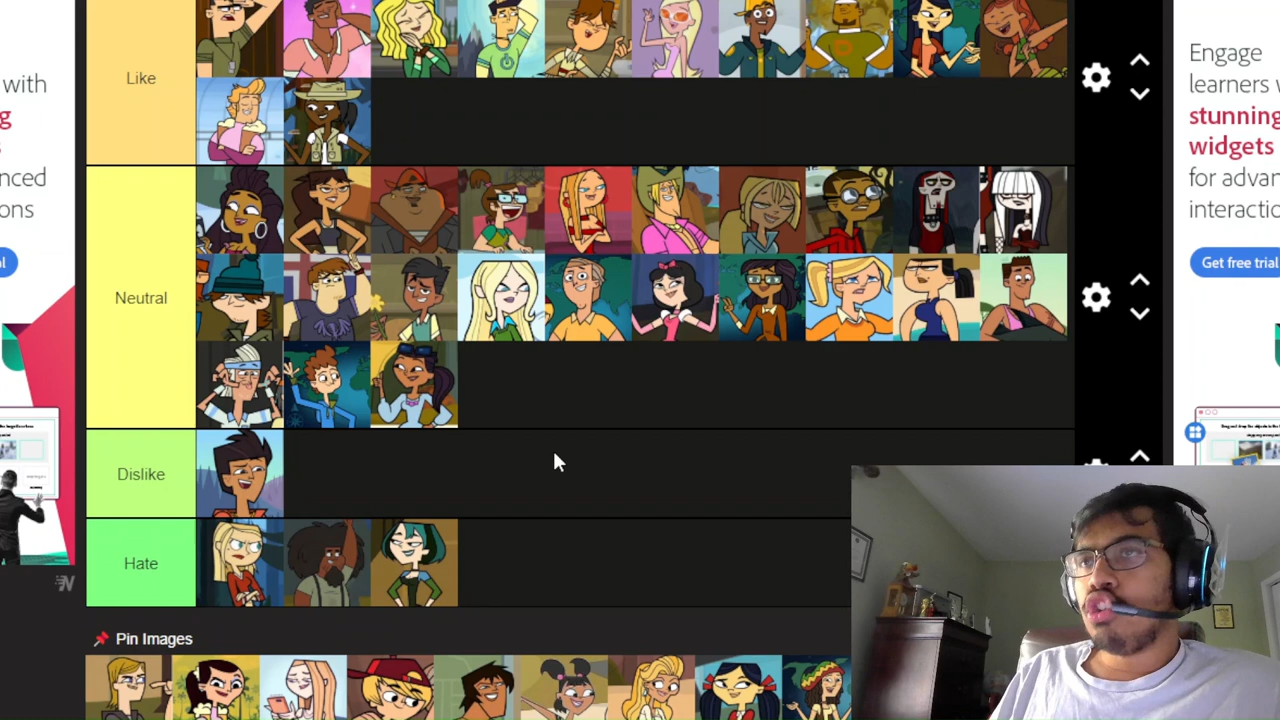 Like
Neutral
Dislike
Hate
Pin Images
with
g
nced
ons
al
Engage
learners
stunning
widgets
for advan
interactio
Get free trial